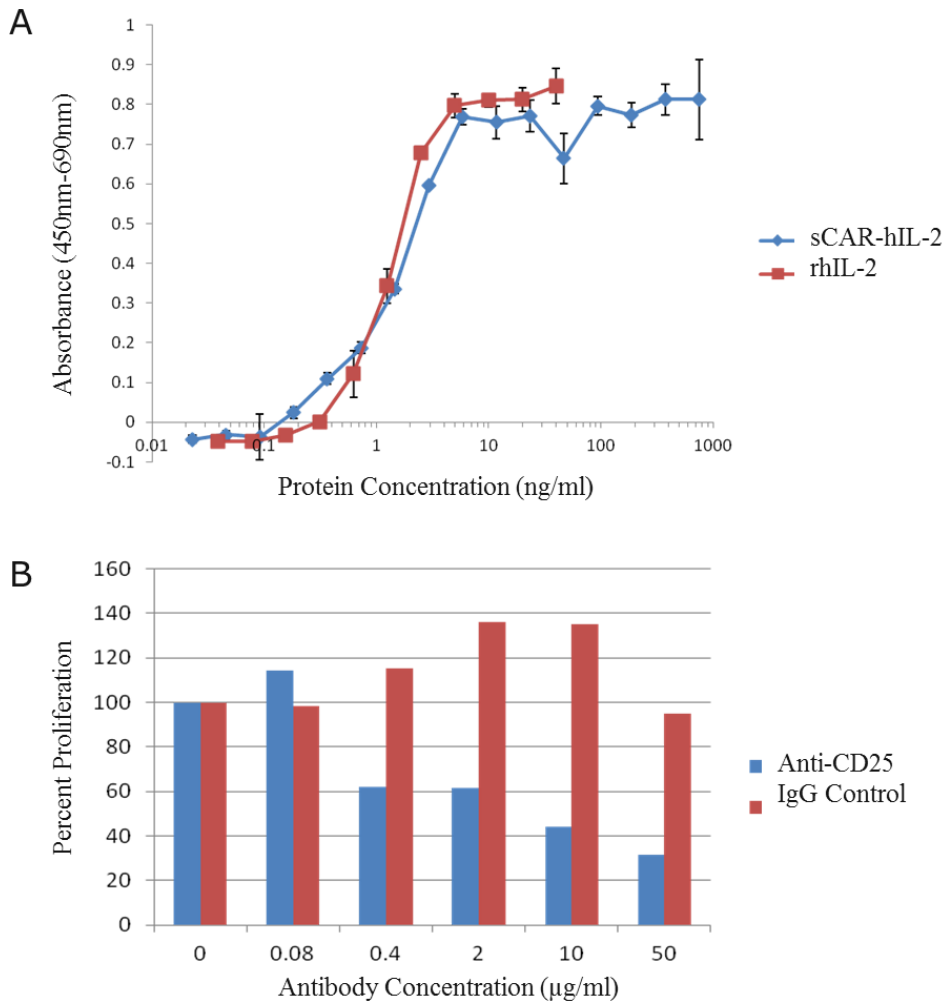 A
1
0.9
0.8
0.7
0.6
0.5
0.4
0.3
0.2
0.1
0
-0.1
Absorbance (450nm-690nm)
0.01 0.1 1 10 100 1000
Protein Concentration (ng/ml)
sCAR-hIL-2
rhIL-2
B
160
140
120
100
80
60
40
20
0
Percent Proliferation
0 0.08 0.4 2 10 50
Antibody Concentration (µg/ml)
Anti-CD25
IgG Control